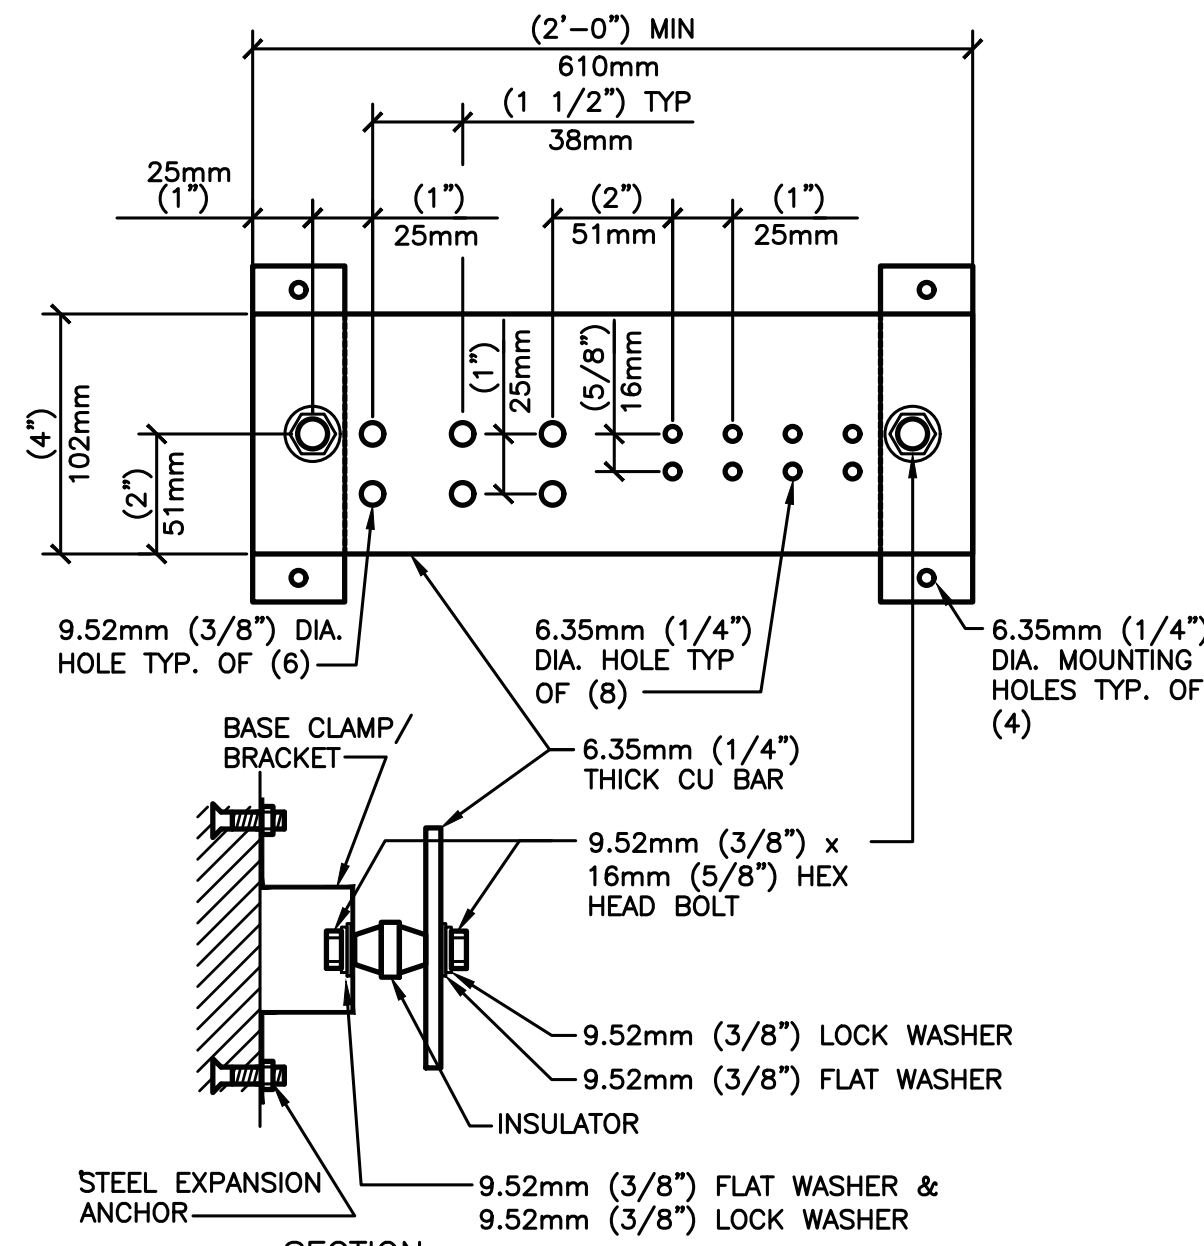 (2'-0") MIN
610mm
(1 1/2") TYP
38mm
25mm
(1")
(1")
25mm
(2")
51mm
(1")
25mm
(4")
102mm
(2")
51mm
(1")
25mm
(5/8")
16mm
9.52mm (3/8") DIA.
HOLE TYP. OF (6)
6.35mm (1/4")
DIA. HOLE TYP
OF (8)
6.35mm (1/4")
DIA. MOUNTING
HOLES TYP. OF
(4)
BASE CLAMP/
BRACKET
6.35mm (1/4")
THICK CU BAR
9.52mm (3/8") x
16mm (5/8") HEX
HEAD BOLT
9.52mm (3/8") LOCK WASHER
9.52mm (3/8") FLAT WASHER
INSULATOR
STEEL EXPANSION
ANCHOR
9.52mm (3/8") FLAT WASHER &
9.52mm (3/8") LOCK WASHER
SECTION